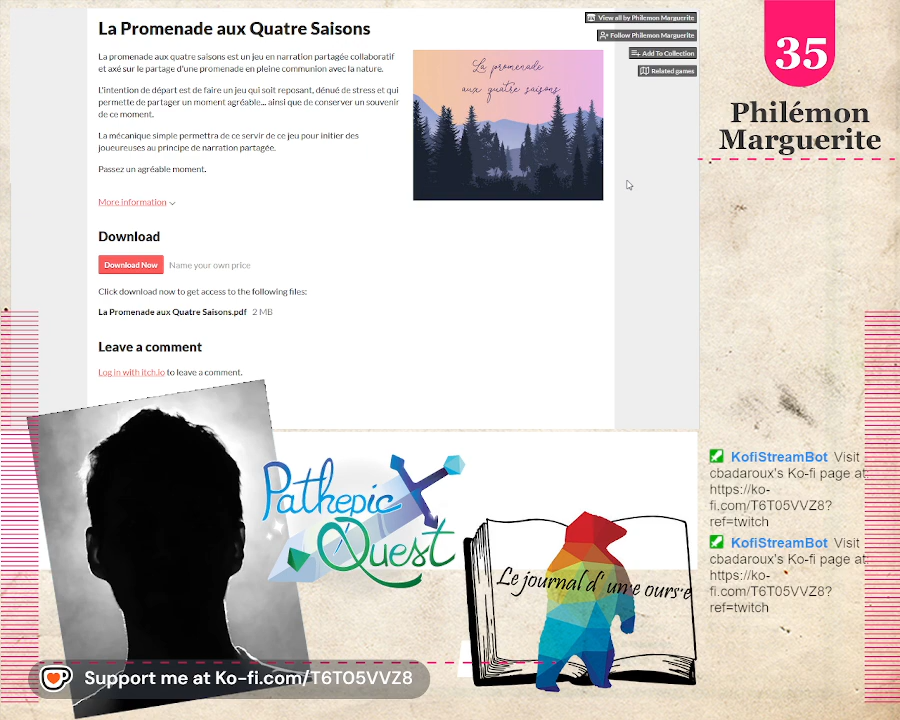 La Promenade aux Quatre Saisons
La promenade aux quatre saisons est un jeu en narration partagée collaboratif
et axé sur le partage d'une promenade en pleine communion avec la nature.
L'intention de départ est de faire un jeu qui soit reposant, dénué de stress et qui
permette de partager un moment agréable... ainsi que de conserver un souvenir
de ce moment.
La mécanique simple permettra de ce servir de ce jeu pour initier des
joueureuses au principe de narration partagée.
Passez un agréable moment.
More information
Download
Download Now Name your own price
Click download now to get access to the following files:
La Promenade aux Quatre Saisons.pdf 2 MB
Leave a comment
Log in with itch.io to leave a comment.
La promenade
aux quatre saisons
View all by Philemon Marguerite
Follow Philemon Marguerite
Add To Collection
Related games
35
Philémon
Marguerite
Pathepic
Quest
Le journal d'un·e ours·e
KofiStreamBot Visit
cbadaroux's Ko-fi page at
https://ko-
fi.com/T6T05VVZ8?
ref=twitch
KofiStreamBot Visit
cbadaroux's Ko-fi page at
https://ko-
fi.com/T6T05VVZ8?
ref=twitch
Support me at Ko-fi.com/T6T05VVZ8